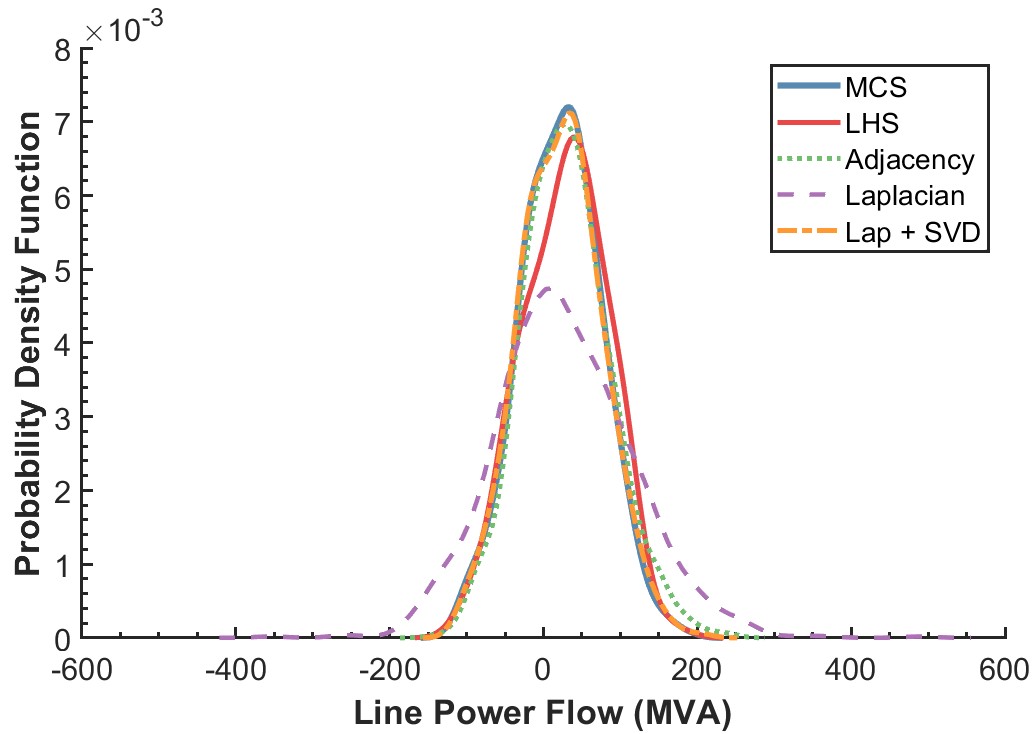 ×10-3
8
7
6
5
4
3
2
1
0
Probability Density Function
MCS
LHS
Adjacency
Laplacian
Lap + SVD
-600 -400 -200 0 200 400 600
Line Power Flow (MVA)